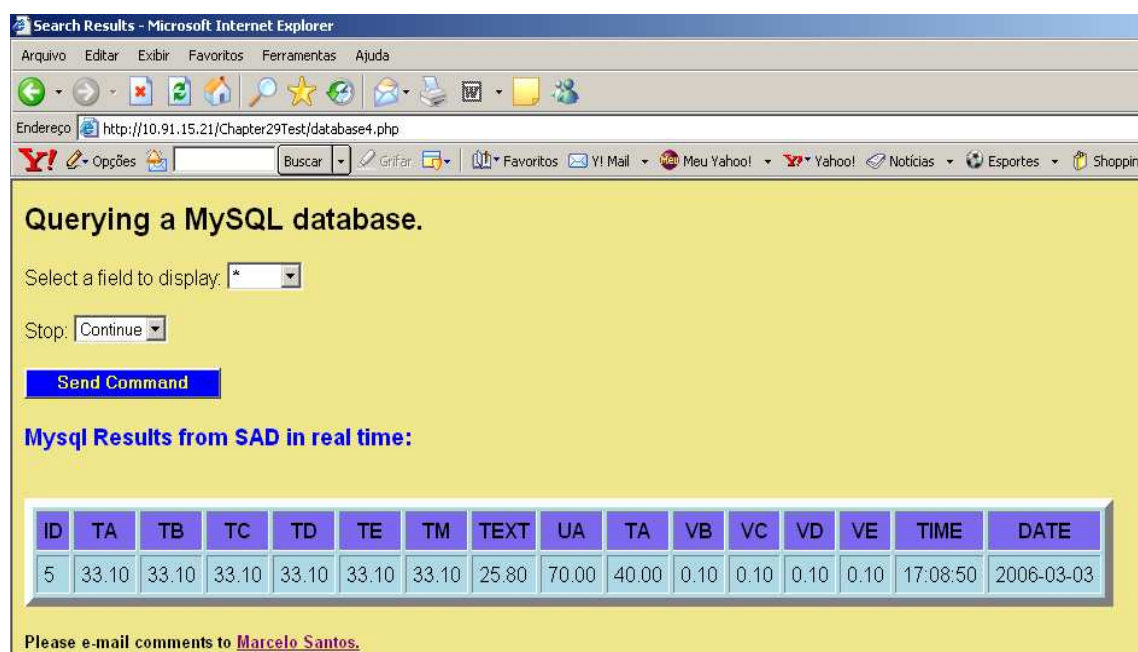 Search Results - Microsoft Internet Explorer
Arquivo Editar Exibir Favoritos Ferramentas Ajuda
Endereço http://10.91.15.21/Chapter29Test/database4.php
Y! Opções Buscar Grifar Favoritos Y! Mail Meu Yahoo! Yahoo! Notícias Esportes Shoppin
Querying a MySQL database.
Select a field to display: *
Stop: Continue
Send Command
Mysql Results from SAD in real time:
ID TA TB TC TD TE TM TEXT UA TA VB VC VD VE TIME DATE
5 33.10 33.10 33.10 33.10 33.10 33.10 25.80 70.00 40.00 0.10 0.10 0.10 0.10 17:08:50 2006-03-03
Please e-mail comments to Marcelo Santos.